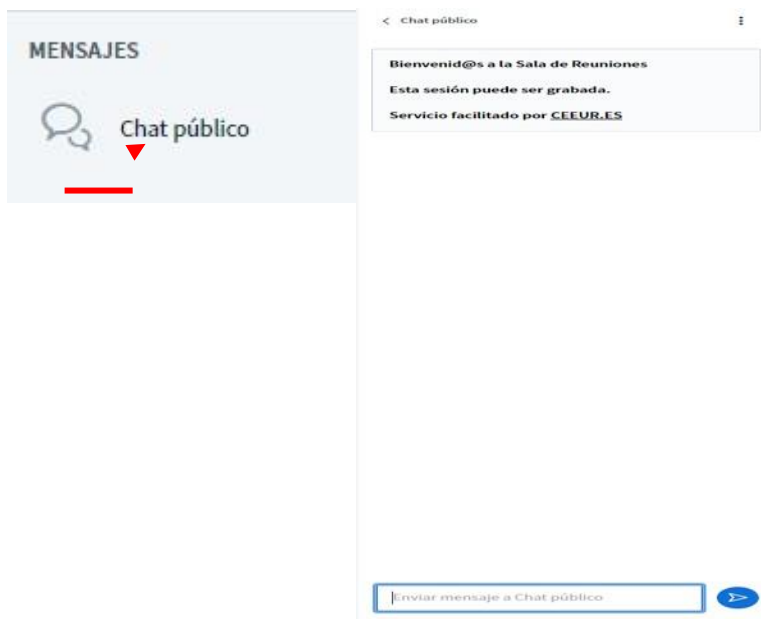 MENSAJES
Chat público
< Chat público
Bienvenid@s a la Sala de Reuniones
Esta sesión puede ser grabada.
Servicio facilitado por CEEUR.ES
Enviar mensaje a Chat público